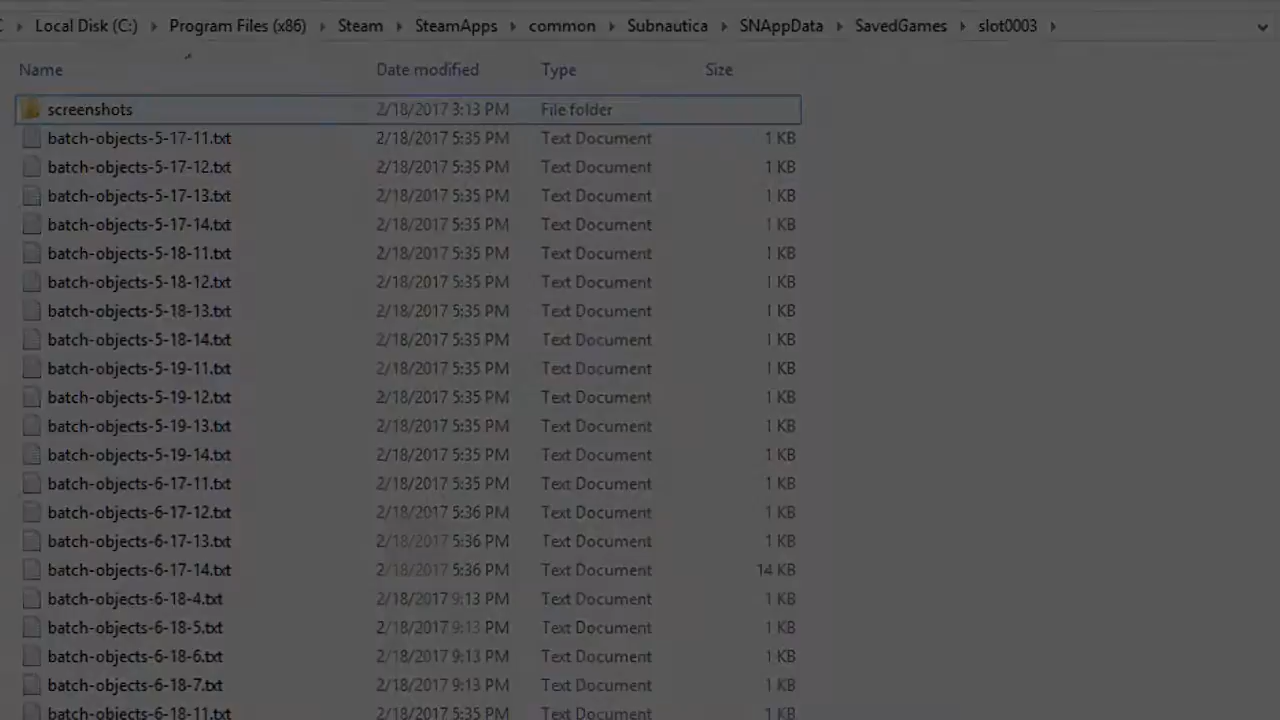 Local Disk (C:) Program Files (x86) Steam SteamApps common Subnautica SNAppData SavedGames slot0003
Name Date modified Type Size
screenshots 2/18/2017 3:13 PM File folder
batch-objects-5-17-11.txt 2/18/2017 5:35 PM Text Document 1 KB
batch-objects-5-17-12.txt 2/18/2017 5:35 PM Text Document 1 KB
batch-objects-5-17-13.txt 2/18/2017 5:35 PM Text Document 1 KB
batch-objects-5-17-14.txt 2/18/2017 5:35 PM Text Document 1 KB
batch-objects-5-18-11.txt 2/18/2017 5:35 PM Text Document 1 KB
batch-objects-5-18-12.txt 2/18/2017 5:35 PM Text Document 1 KB
batch-objects-5-18-13.txt 2/18/2017 5:35 PM Text Document 1 KB
batch-objects-5-18-14.txt 2/18/2017 5:35 PM Text Document 1 KB
batch-objects-5-19-11.txt 2/18/2017 5:35 PM Text Document 1 KB
batch-objects-5-19-12.txt 2/18/2017 5:35 PM Text Document 1 KB
batch-objects-5-19-13.txt 2/18/2017 5:35 PM Text Document 1 KB
batch-objects-5-19-14.txt 2/18/2017 5:35 PM Text Document 1 KB
batch-objects-6-17-11.txt 2/18/2017 5:35 PM Text Document 1 KB
batch-objects-6-17-12.txt 2/18/2017 5:36 PM Text Document 1 KB
batch-objects-6-17-13.txt 2/18/2017 5:36 PM Text Document 1 KB
batch-objects-6-17-14.txt 2/18/2017 5:36 PM Text Document 14 KB
batch-objects-6-18-4.txt 2/18/2017 9:13 PM Text Document 1 KB
batch-objects-6-18-5.txt 2/18/2017 9:13 PM Text Document 1 KB
batch-objects-6-18-6.txt 2/18/2017 9:13 PM Text Document 1 KB
batch-objects-6-18-7.txt 2/18/2017 9:13 PM Text Document 1 KB
batch-objects-6-18-11.txt 2/18/2017 5:35 PM Text Document 1 KB